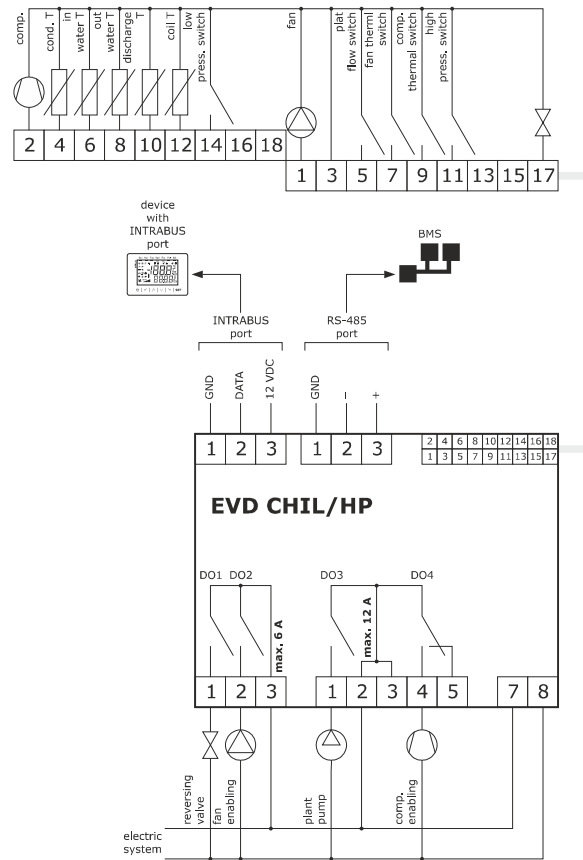 comp.
cond. T
in
water T
out
water T
discharge
T
coil T
low
press. switch
fan
plat
flow switch
fan therml
switch
comp.
thermal switch
high
press. switch
2 4 6 8 10 12 14 16 18
1 3 5 7 9 11 13 15 17
device
with
INTRABUS
port
BMS
INTRABUS
port
RS-485
port
GND
DATA
12 VDC
GND
–
+
1 2 3
1 2 3
2 4 6 8 10 12 14 16 18
1 3 5 7 9 11 13 15 17
EVD CHIL/HP
DO1 DO2
DO3
DO4
max. 6 A
max. 12 A
1 2 3
1 2 3 4 5
7 8
reversing
valve
fan
enabling
plant
pump
comp.
enabling
electric
system